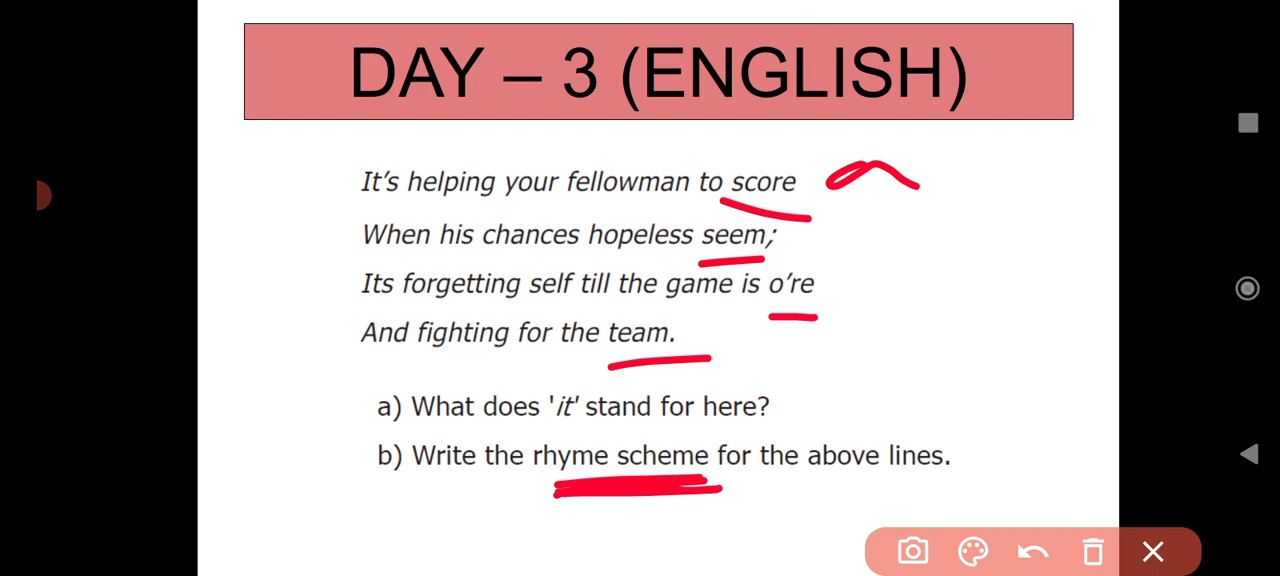 DAY – 3 (ENGLISH)
It's helping your fellowman to score
When his chances hopeless seem;
Its forgetting self till the game is o're
And fighting for the team.
a) What does 'it' stand for here?
b) Write the rhyme scheme for the above lines.